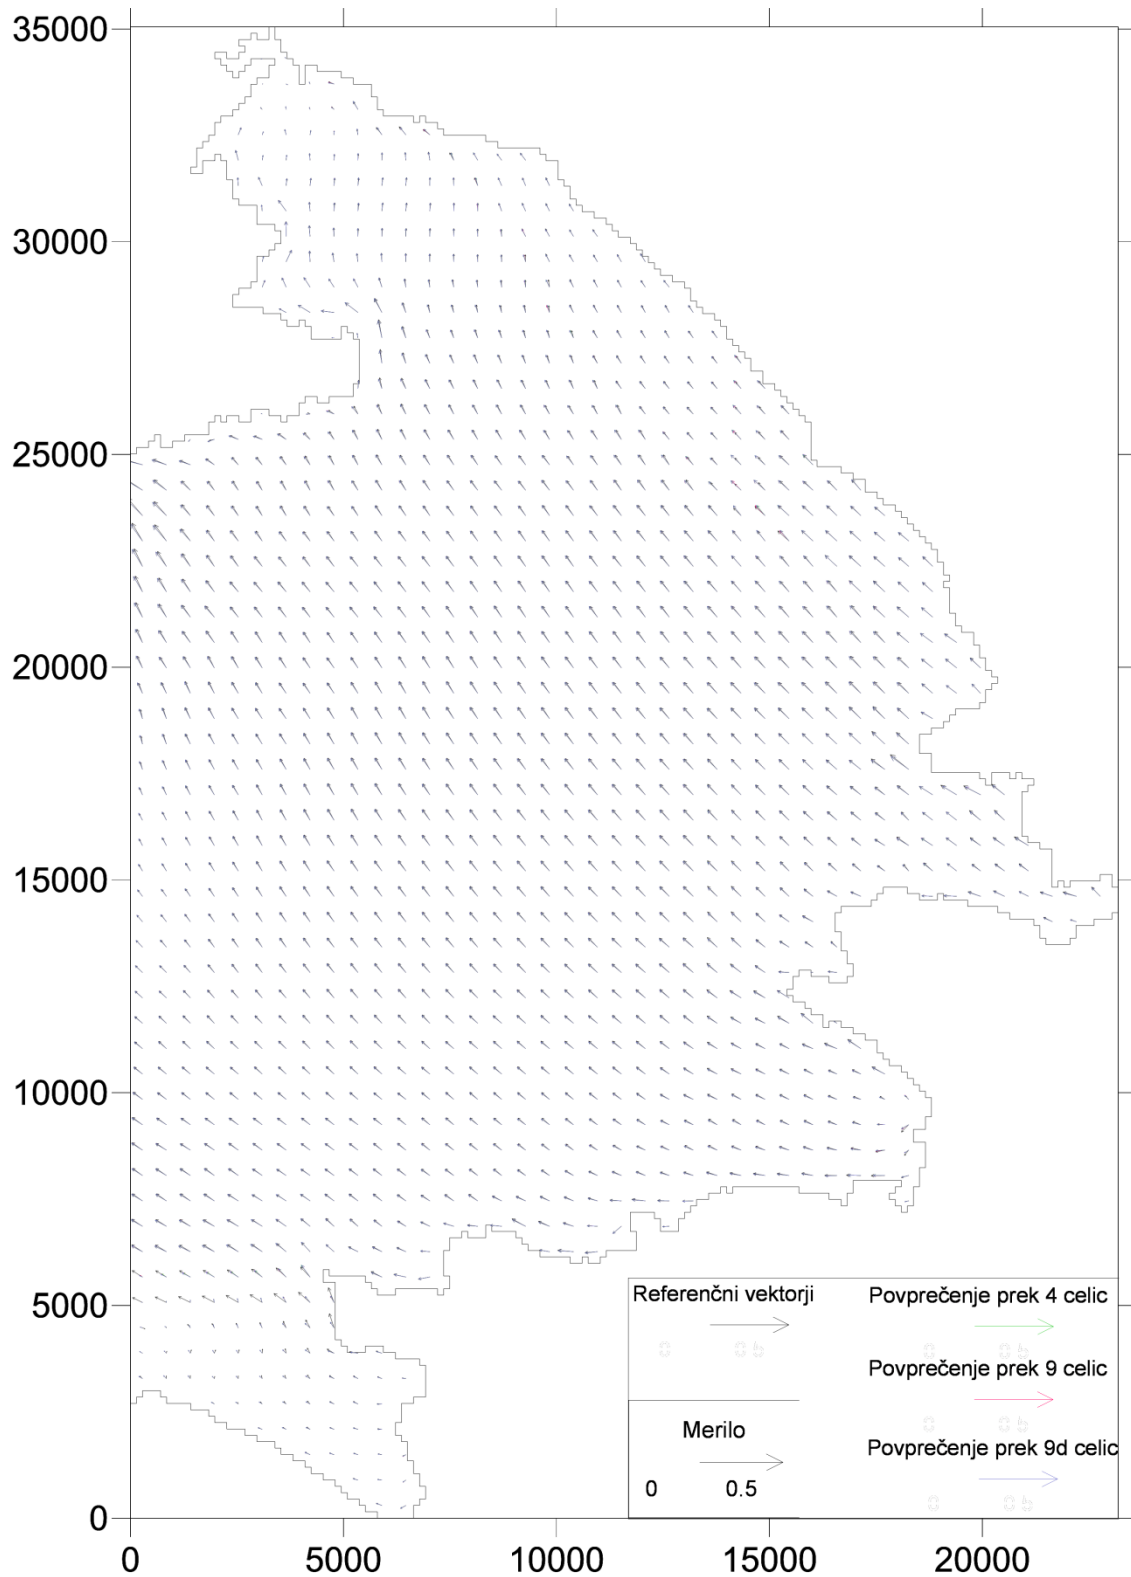 35000
30000
25000
20000
15000
10000
5000
0
0 5000 10000 15000 20000
Referenčni vektorji
Povprečenje prek 4 celic
Povprečenje prek 9 celic
Merilo
0 0.5
Povprečenje prek 9d celic